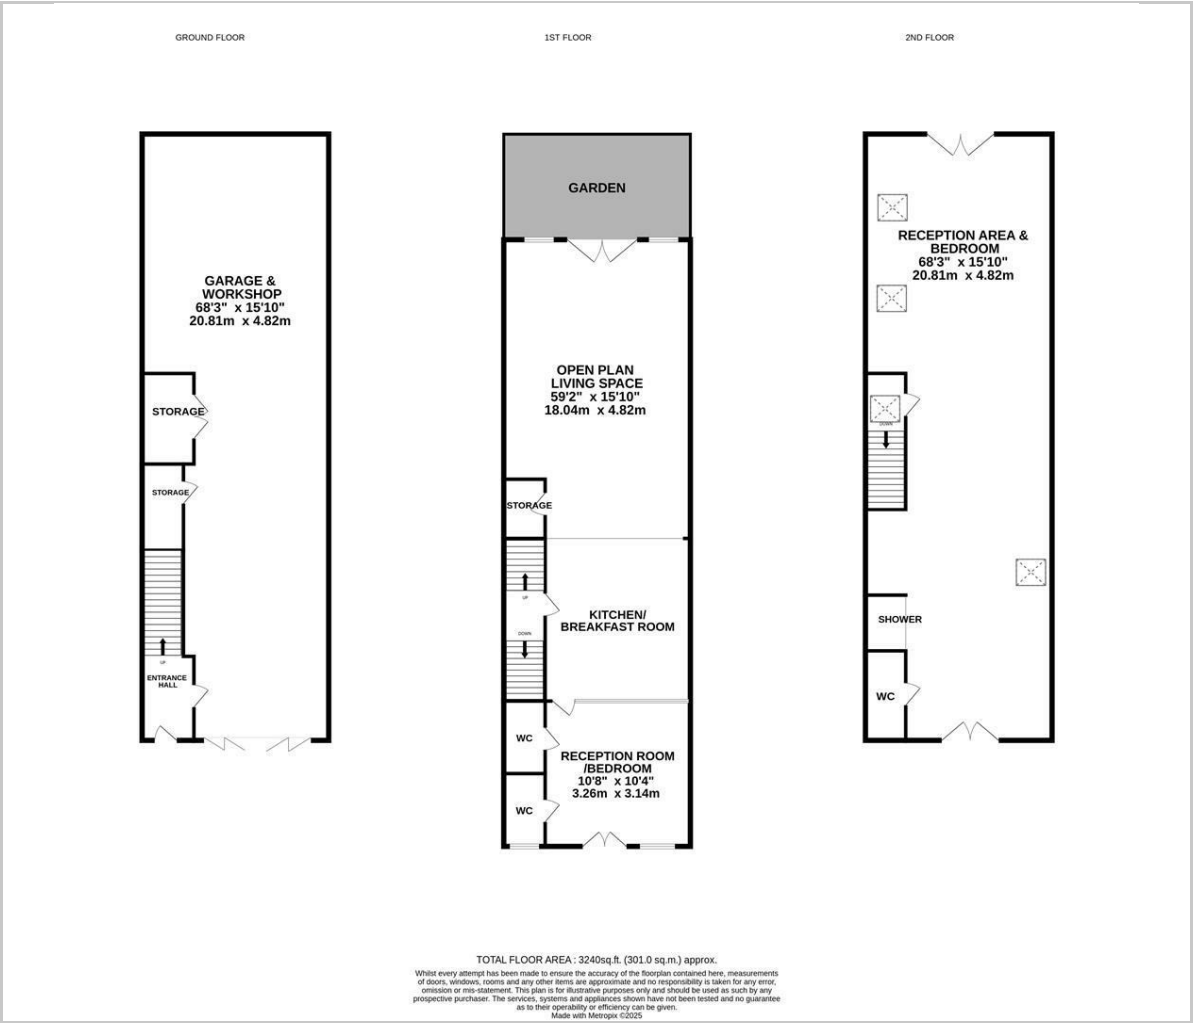 GROUND FLOOR
GARAGE &
WORKSHOP
68'3" x 15'10"
20.81m x 4.82m
STORAGE
STORAGE
UP
ENTRANCE
HALL
1ST FLOOR
GARDEN
OPEN PLAN
LIVING SPACE
59'2" x 15'10"
18.04m x 4.82m
STORAGE
UP
DOWN
KITCHEN/
BREAKFAST ROOM
WC
RECEPTION ROOM
/BEDROOM
10'8" x 10'4"
3.26m x 3.14m
WC
2ND FLOOR
RECEPTION AREA &
BEDROOM
68'3" x 15'10"
20.81m x 4.82m
DOWN
SHOWER
WC
TOTAL FLOOR AREA : 3240sq.ft. (301.0 sq.m.) approx.
Whilst every attempt has been made to ensure the accuracy of the floorplan contained here, measurements
of doors, windows, rooms and any other items are approximate and no responsibility is taken for any error,
omission or mis-statement. This plan is for illustrative purposes only and should be used as such by any
prospective purchaser. The services, systems and appliances shown have not been tested and no guarantee
as to their operability or efficiency can be given.
Made with Metropix ©2025